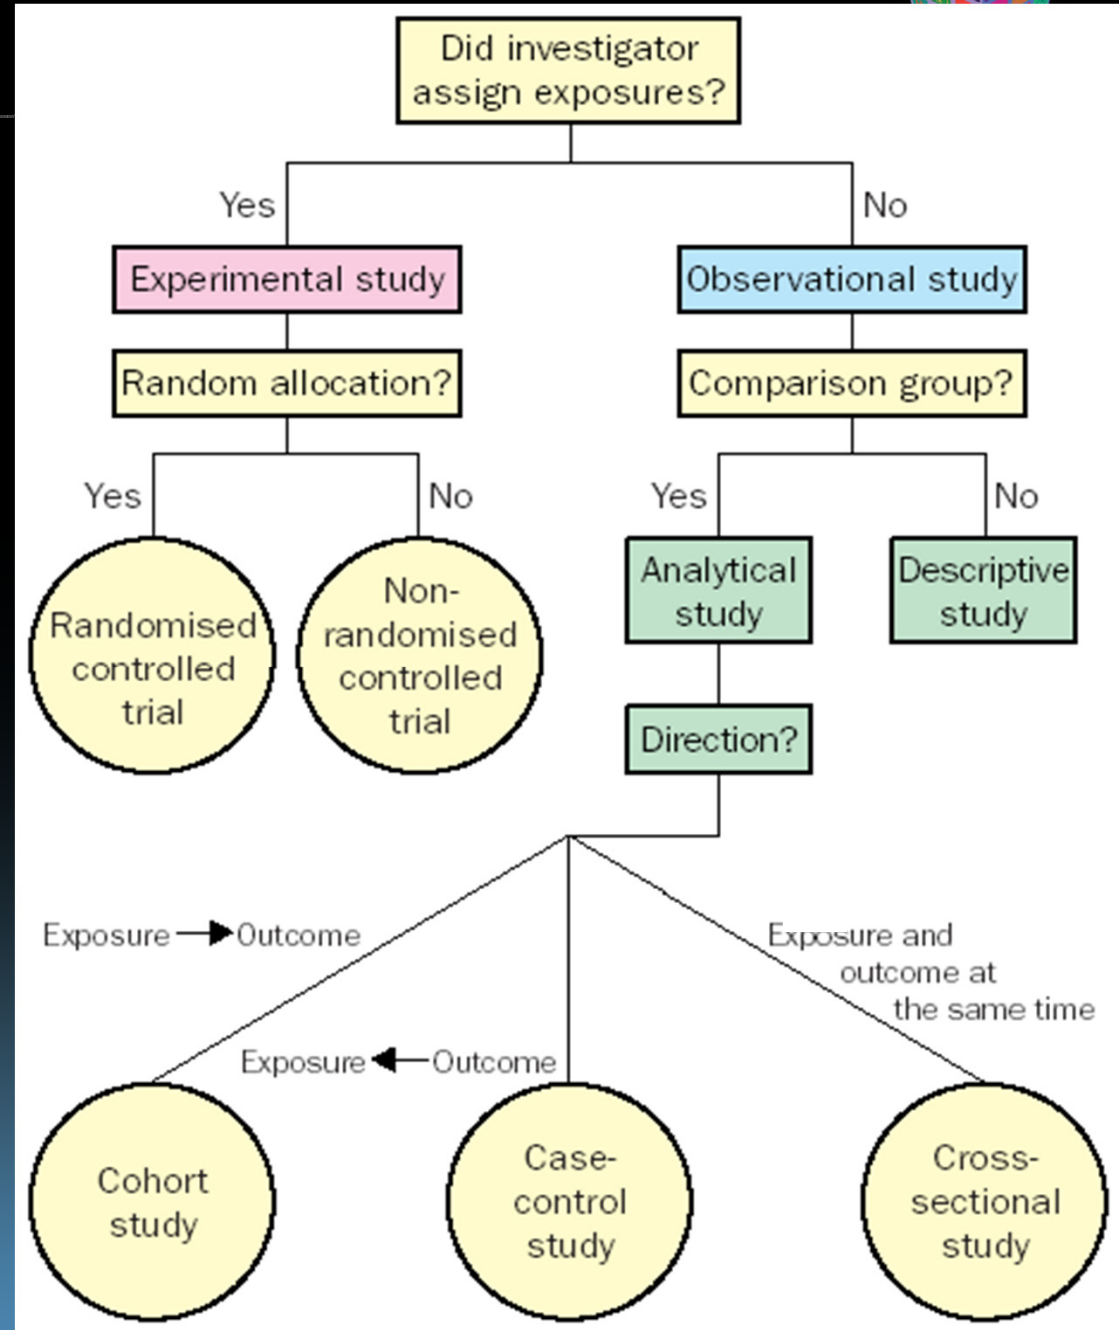 Did investigator
assign exposures?
Yes
No
Experimental study
Observational study
Random allocation?
Comparison group?
Yes
No
Yes
No
Randomised
controlled
trial
Non-
randomised
controlled
trial
Analytical
study
Descriptive
study
Direction?
Exposure → Outcome
Exposure and
outcome at
the same time
Exposure ← Outcome
Cohort
study
Case-
control
study
Cross-
sectional
study